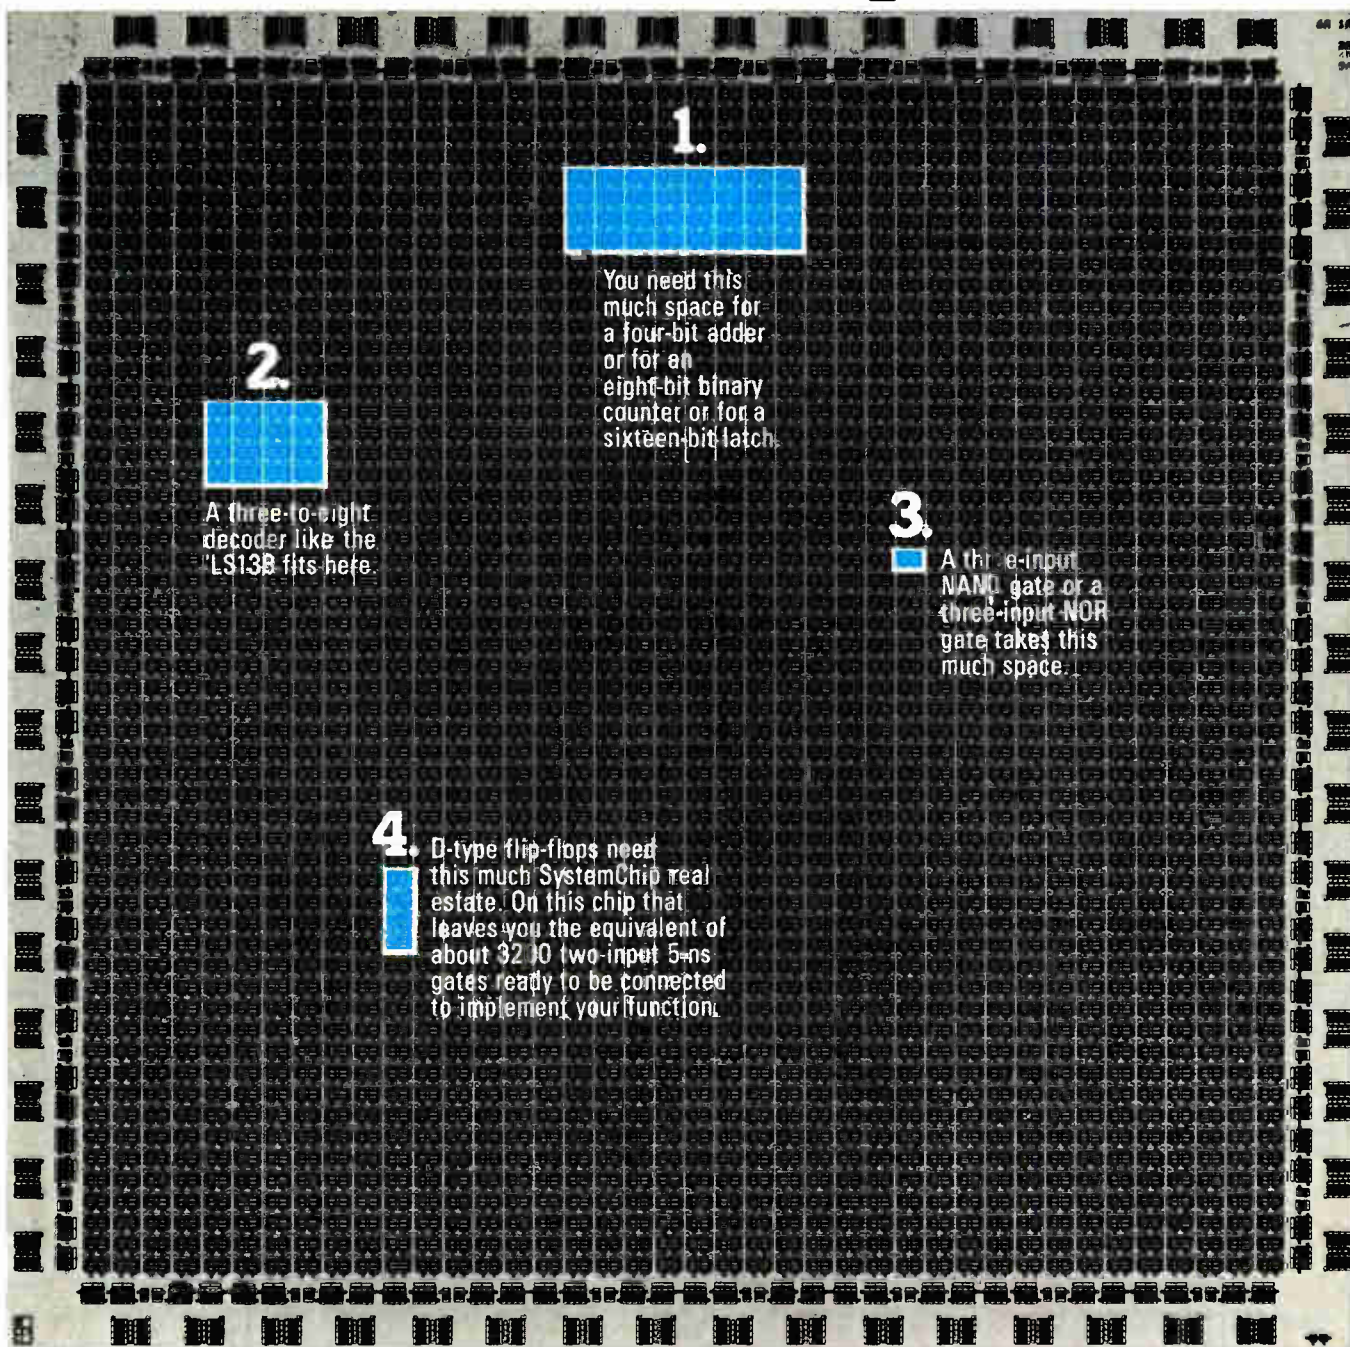 1.
You need this
much space for
a four-bit adder
or for an
eight-bit binary
counter or for a
sixteen-bit latch.
2.
A three-to-eight
decoder like the
'LS138 fits here.
3.
A three-input
NAND gate or a
three-input NOR
gate takes this
much space.
4.
D-type flip-flops need
this much SystemChip real
estate. On this chip that
leaves you the equivalent of
about 3200 two-input 5-ns
gates ready to be connected
to implement your function.